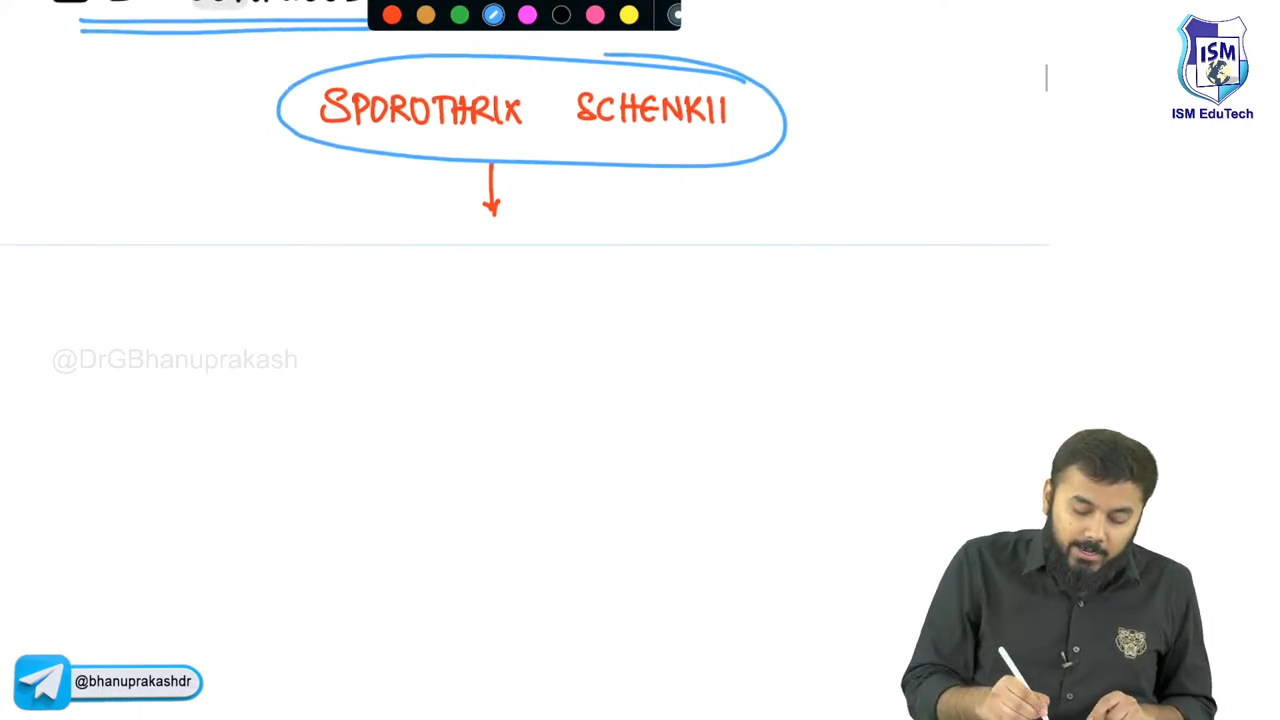 ISM
ISM EduTech
SPOROTHRIX SCHENKII
@DrGBhanuprakash
@bhanuprakashdr